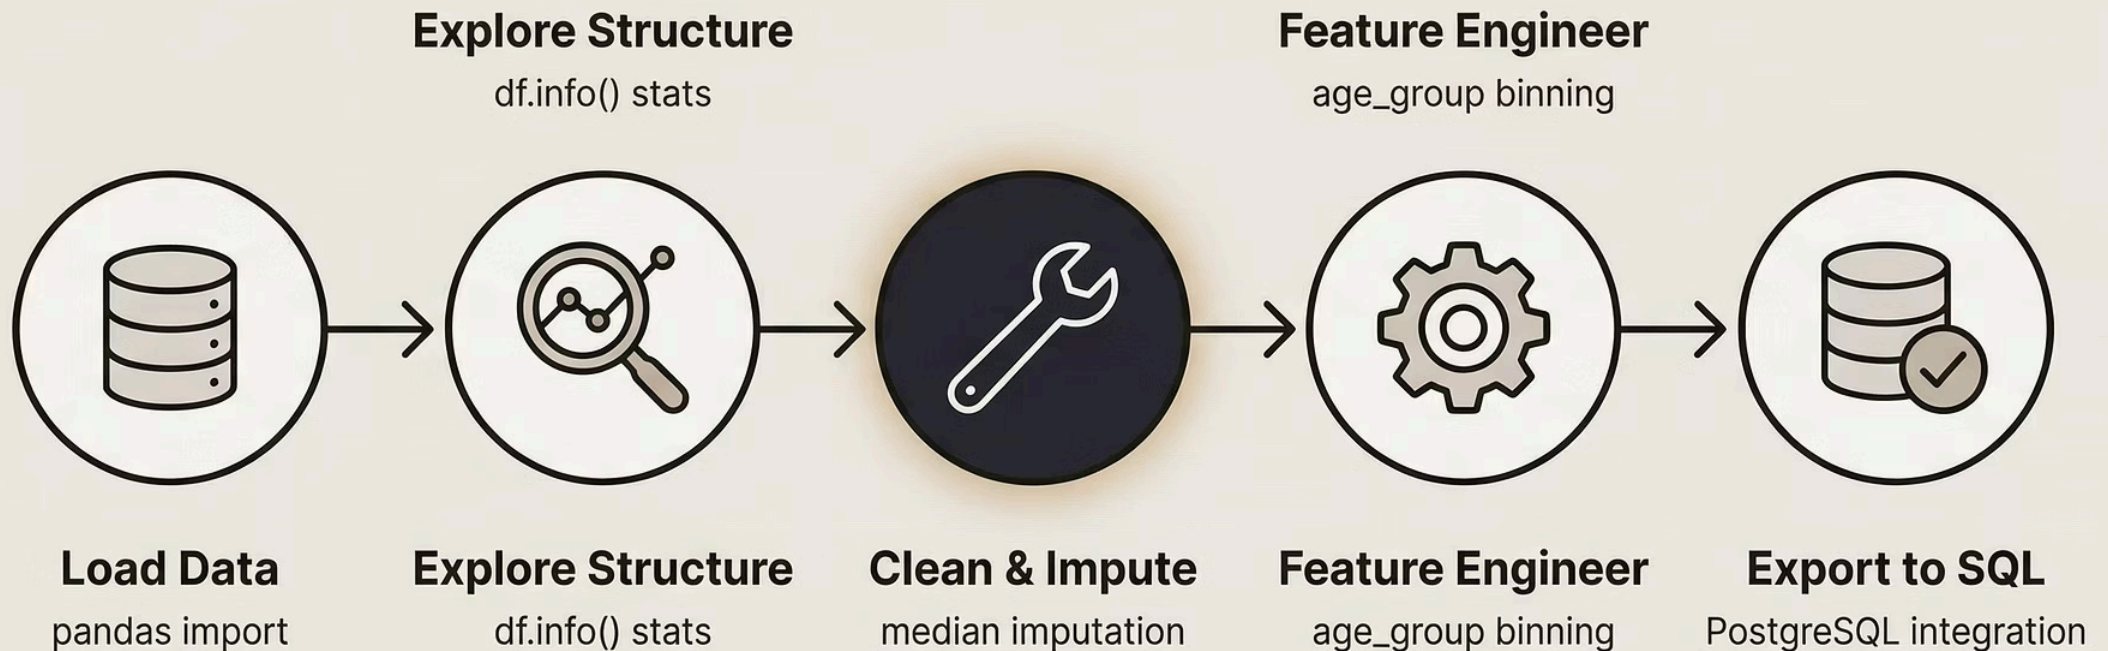 Explore Structure
df.info() stats
Feature Engineer
age_group binning
Load Data
pandas import
Explore Structure
df.info() stats
Clean & Impute
median imputation
Feature Engineer
age_group binning
Export to SQL
PostgreSQL integration